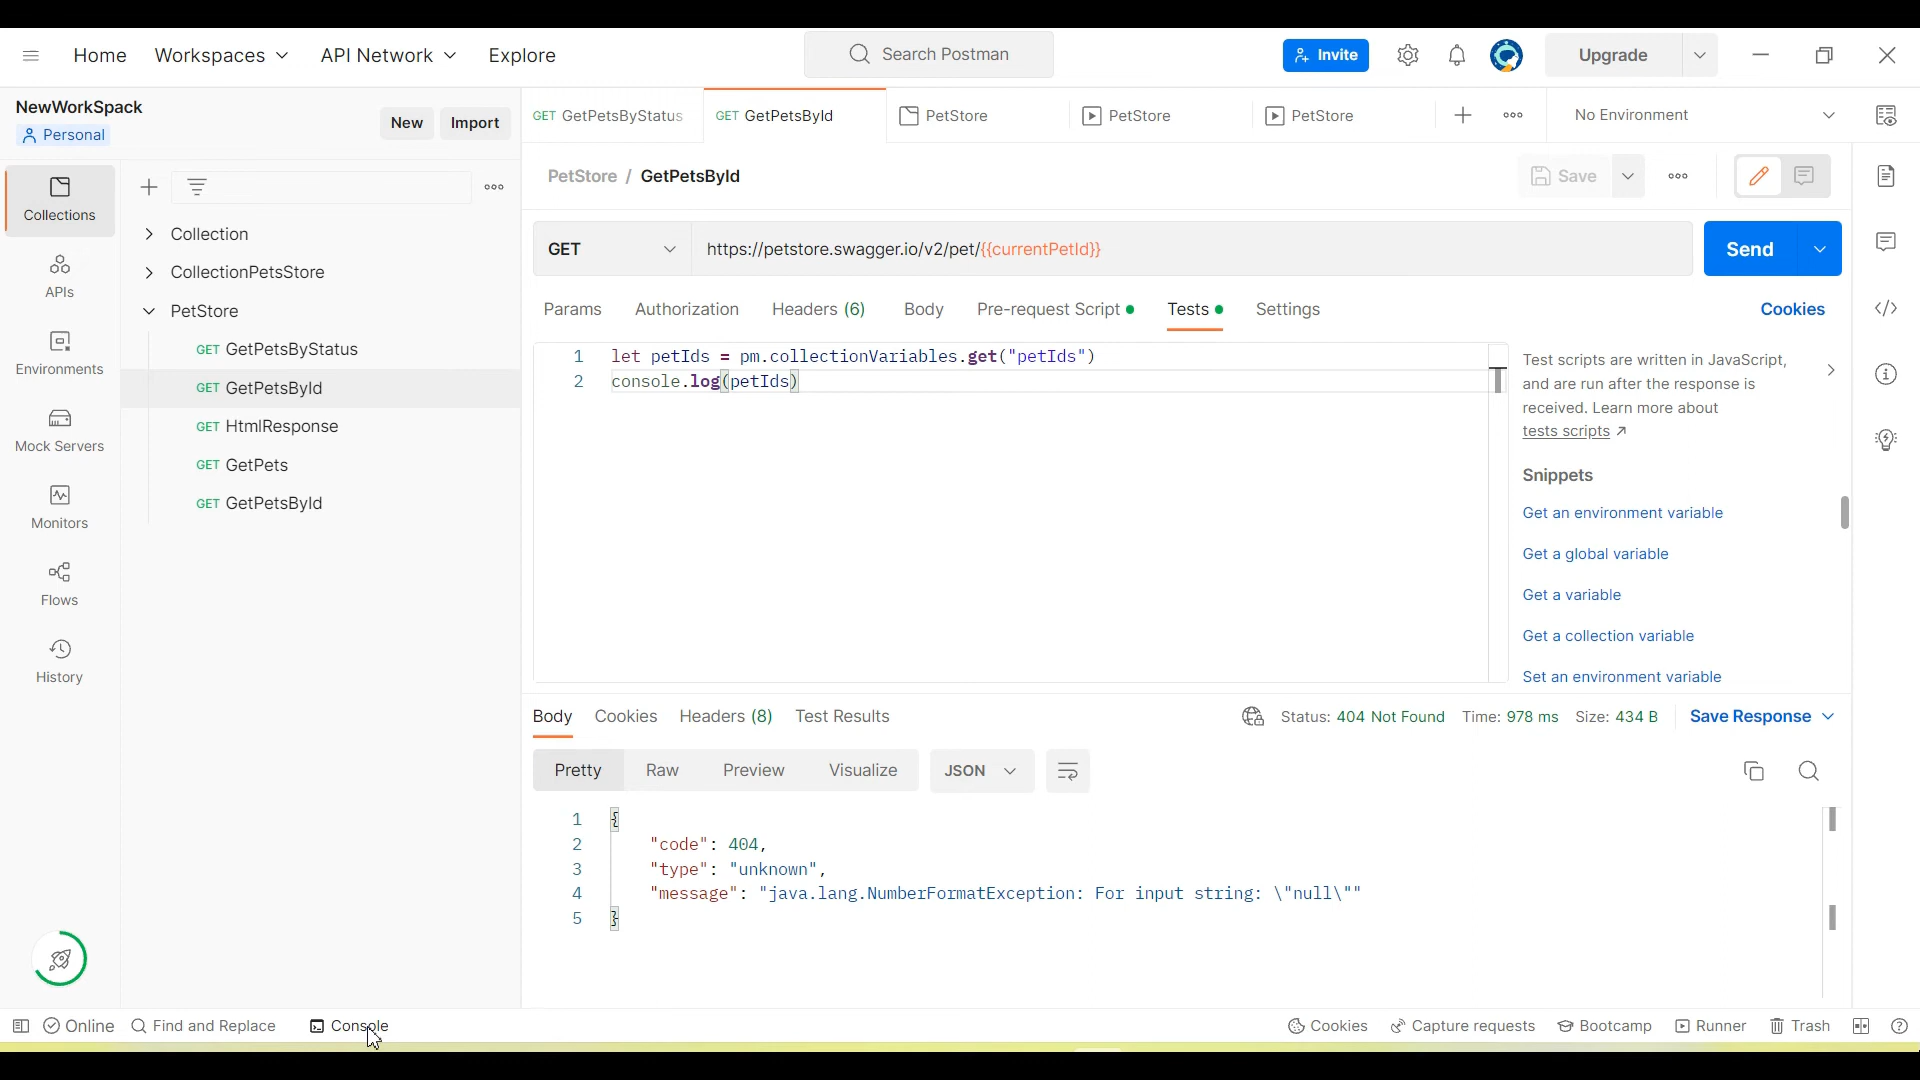 Home Workspaces API Network Explore Search Postman Invite Upgrade
NewWorkSpack
Personal
New Import
GET GetPetsByStatus GET GetPetsById PetStore PetStore PetStore No Environment
Collections
APIs
Environments
Mock Servers
Monitors
Flows
History
Collection
CollectionPetsStore
PetStore
GET GetPetsByStatus
GET GetPetsById
GET HtmlResponse
GET GetPets
GET GetPetsById
PetStore / GetPetsById Save
GET https://petstore.swagger.io/v2/pet/{{currentPetId}} Send
Params Authorization Headers (6) Body Pre-request Script Tests Settings Cookies
1 let petIds = pm.collectionVariables.get("petIds")
2 console.log(petIds)
Test scripts are written in JavaScript,
and are run after the response is
received. Learn more about
tests scripts ↗
Snippets
Get an environment variable
Get a global variable
Get a variable
Get a collection variable
Set an environment variable
Body Cookies Headers (8) Test Results Status: 404 Not Found Time: 978 ms Size: 434 B Save Response
Pretty Raw Preview Visualize JSON
1 {
2 "code": 404,
3 "type": "unknown",
4 "message": "java.lang.NumberFormatException: For input string: \"null\""
5 }
Online Find and Replace Console Cookies Capture requests Bootcamp Runner Trash